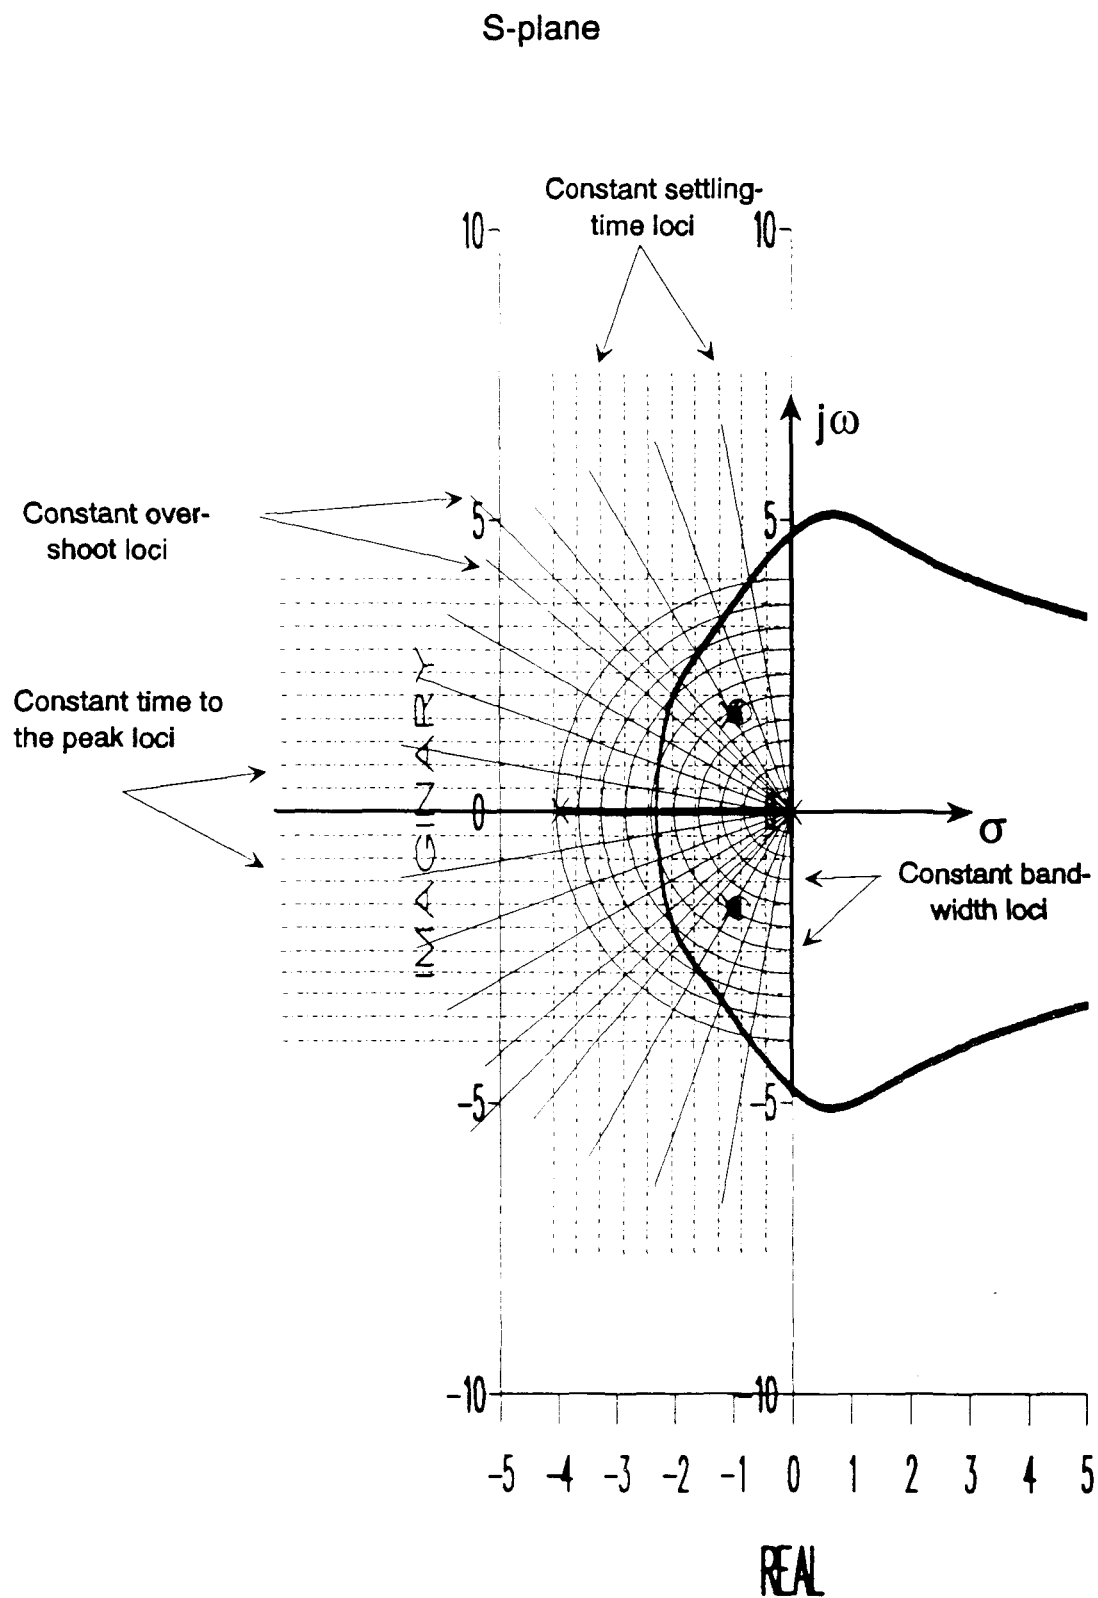 S-plane
Constant settling-
time loci
10
10
jω
Constant over-
shoot loci
5
5
Constant time to
the peak loci
IMAGINARY
0
σ
Constant band-
width loci
-5
-5
-10
-10
-5 -4 -3 -2 -1 0 1 2 3 4 5
REAL